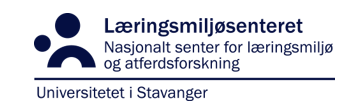 Læringsmiljøsenteret
Nasjonalt senter for læringsmiljø
og atferdsforskning
Universitetet i Stavanger